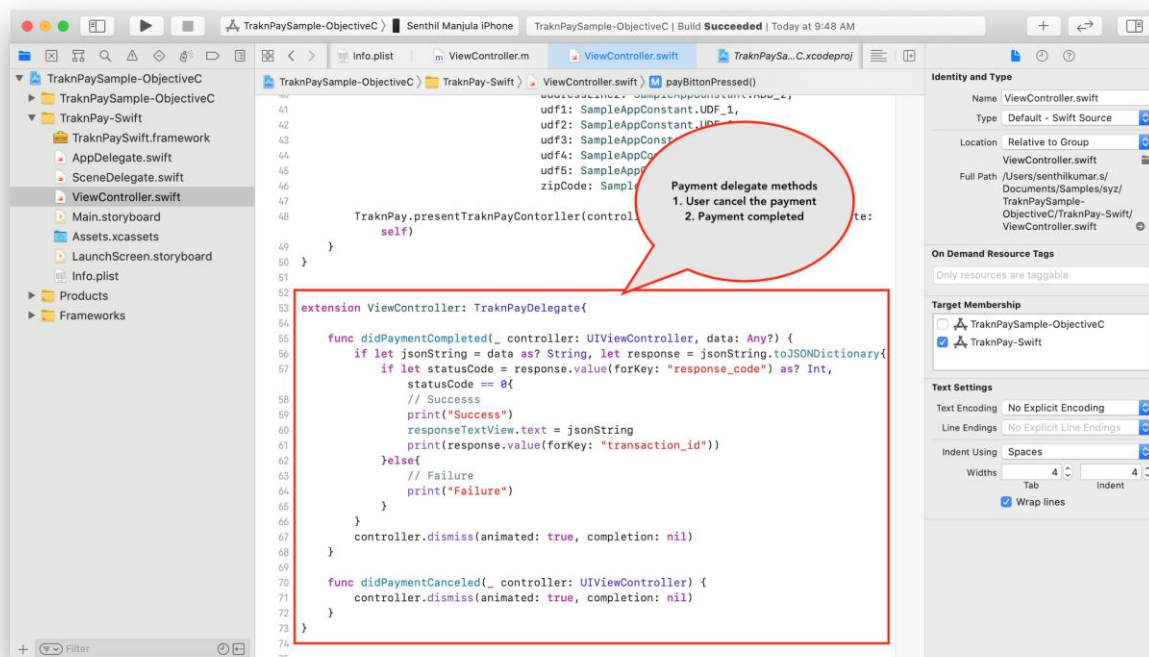 TraknPaySample-ObjectiveC 〉 Senthil Manjula iPhone
TraknPaySample-ObjectiveC | Build Succeeded | Today at 9:48 AM
Info.plist
ViewController.m
ViewController.swift
TraknPaySa...C.xcodeproj
TraknPaySample-ObjectiveC 〉 TraknPay-Swift 〉 ViewController.swift 〉 M payBittonPressed()
TraknPaySample-ObjectiveC
TraknPaySample-ObjectiveC
TraknPay-Swift
TraknPaySwift.framework
AppDelegate.swift
SceneDelegate.swift
ViewController.swift
Main.storyboard
Assets.xcassets
LaunchScreen.storyboard
Info.plist
Products
Frameworks
Filter
41 udf1: SampleAppConstant.UDF_1,
42 udf2: SampleAppConstant.UDF
43 udf3: SampleAppConst
44 udf4: SampleAppCo
45 udf5: SampleApp
46 zipCode: Sampl
47
48 TraknPay.presentTraknPayContorller(control te:
self)
49 }
50 }
51
52
53 extension ViewController: TraknPayDelegate{
54
55 func didPaymentCompleted(_ controller: UIViewController, data: Any?) {
56 if let jsonString = data as? String, let response = jsonString.toJSONDictionary{
57 if let statusCode = response.value(forKey: "response_code") as? Int,
statusCode == 0{
58 // Successs
59 print("Success")
60 responseTextView.text = jsonString
61 print(response.value(forKey: "transaction_id"))
62 }else{
63 // Failure
64 print("Failure")
65 }
66 }
67 controller.dismiss(animated: true, completion: nil)
68 }
69
70 func didPaymentCanceled(_ controller: UIViewController) {
71 controller.dismiss(animated: true, completion: nil)
72 }
73 }
74
Payment delegate methods
1. User cancel the payment
2. Payment completed
Identity and Type
Name ViewController.swift
Type Default - Swift Source
Location Relative to Group
ViewController.swift
Full Path /Users/senthilkumar.s/
Documents/Samples/syz/
TraknPaySample-
ObjectiveC/TraknPay-Swift/
ViewController.swift
On Demand Resource Tags
Only resources are taggable
Target Membership
TraknPaySample-ObjectiveC
TraknPay-Swift
Text Settings
Text Encoding No Explicit Encoding
Line Endings No Explicit Line Endings
Indent Using Spaces
Widths 4 4
Tab Indent
Wrap lines